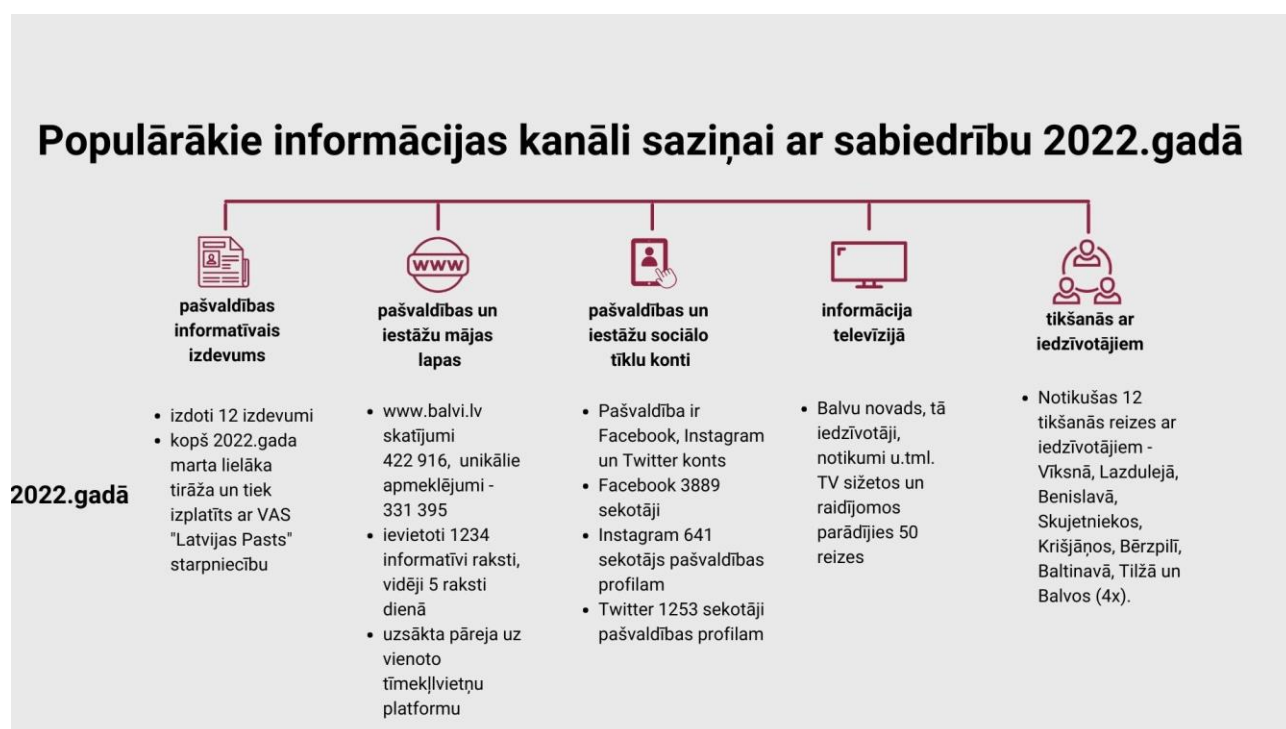 Populārākie informācijas kanāli saziņai ar sabiedrību 2022.gadā
pašvaldības
informatīvais
izdevums
www
pašvaldības un
iestāžu mājas
lapas
pašvaldības un
iestāžu sociālo
tīklu konti
informācija
televīzijā
tikšanās ar
iedzīvotājiem
2022.gadā
• izdoti 12 izdevumi
• kopš 2022.gada
marta lielāka
tirāža un tiek
izplatīts ar VAS
"Latvijas Pasts"
starpniecību
• www.balvi.lv
skatījumi
422 916, unikālie
apmeklējumi -
331 395
• ievietoti 1234
informatīvi raksti,
vidēji 5 raksti
dienā
• uzsākta pāreja uz
vienoto
tīmekļlvietņu
platformu
• Pašvaldība ir
Facebook, Instagram
un Twitter konts
• Facebook 3889
sekotāji
• Instagram 641
sekotājs pašvaldības
profilam
• Twitter 1253 sekotāji
pašvaldības profilam
• Balvu novads, tā
iedzīvotāji,
notikumi u.tml.
TV sižetos un
raidījomos
parādījies 50
reizes
• Notikušas 12
tikšanās reizes ar
iedzīvotājiem -
Vīksnā, Lazdulejā,
Benislavā,
Skujetniekos,
Krišjāņos, Bērzpilī,
Baltinavā, Tilžā un
Balvos (4x).